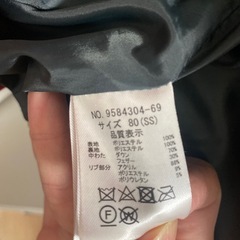 NO. 9584304-69
サイズ 80(SS)
品質表示
表地 ポリエステル 100%
裏地 ポリエステル 100%
中わた ダウン
フェザー
リブ部分 アクリル
ポリエステル
ポリウレタン